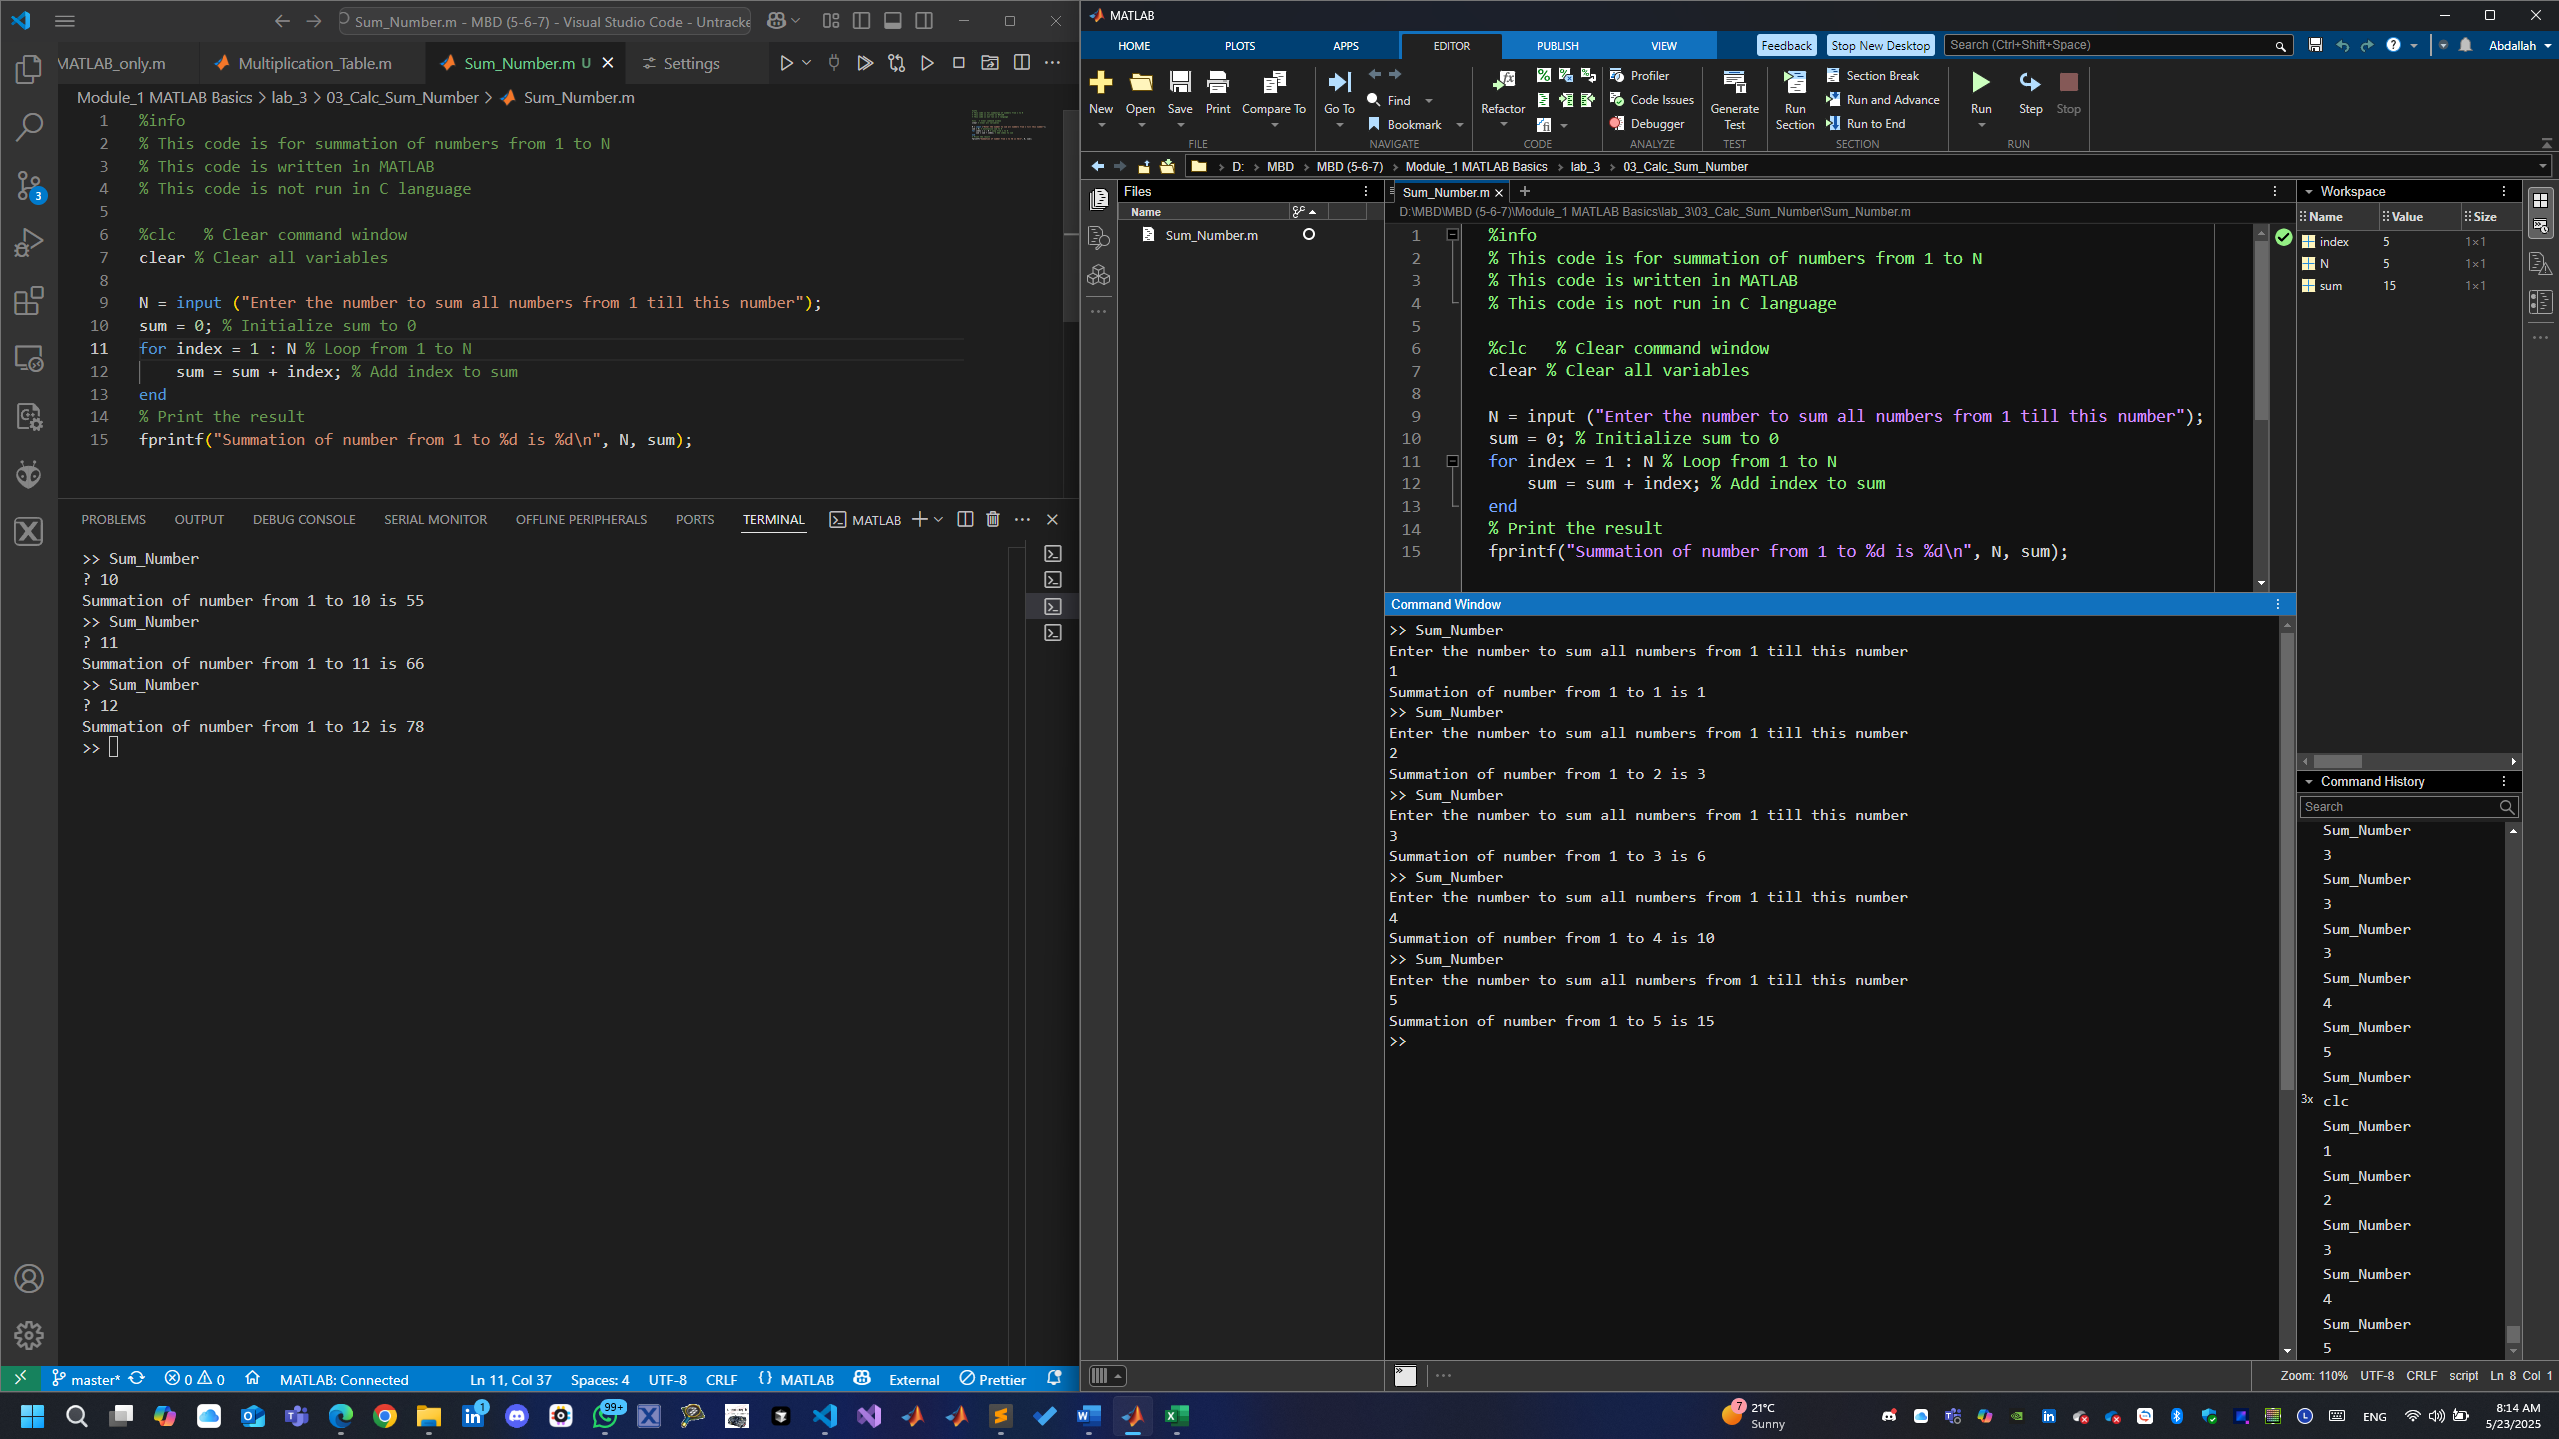 Sum_Number.m - MBD (5-6-7) - Visual Studio Code - Untracke
MATLAB_only.m
Multiplication_Table.m
Sum_Number.m U
Settings
Module_1 MATLAB Basics > lab_3 > 03_Calc_Sum_Number > Sum_Number.m
1 %info
2 % This code is for summation of numbers from 1 to N
3 % This code is written in MATLAB
4 % This code is not run in C language
5
6 %clc   % Clear command window
7 clear % Clear all variables
8
9 N = input ("Enter the number to sum all numbers from 1 till this number");
10 sum = 0; % Initialize sum to 0
11 for index = 1 : N % Loop from 1 to N
12     sum = sum + index; % Add index to sum
13 end
14 % Print the result
15 fprintf("Summation of number from 1 to %d is %d\n", N, sum);
PROBLEMS OUTPUT DEBUG CONSOLE SERIAL MONITOR OFFLINE PERIPHERALS PORTS TERMINAL MATLAB
>> Sum_Number
? 10
Summation of number from 1 to 10 is 55
>> Sum_Number
? 11
Summation of number from 1 to 11 is 66
>> Sum_Number
? 12
Summation of number from 1 to 12 is 78
>>
3
master* 0 0 MATLAB: Connected Ln 11, Col 37 Spaces: 4 UTF-8 CRLF {} MATLAB External Prettier
MATLAB
HOME PLOTS APPS EDITOR PUBLISH VIEW
Feedback Stop New Desktop Search (Ctrl+Shift+Space) Abdallah
New Open Save Print Compare To
FILE
Go To Find Bookmark
NAVIGATE
Refactor
CODE
Profiler
Code Issues
Debugger
ANALYZE
Generate Test
TEST
Run Section
Section Break
Run and Advance
Run to End
SECTION
Run Step Stop
RUN
D: > MBD > MBD (5-6-7) > Module_1 MATLAB Basics > lab_3 > 03_Calc_Sum_Number
Files
Name
Sum_Number.m
Sum_Number.m
D:\MBD\MBD (5-6-7)\Module_1 MATLAB Basics\lab_3\03_Calc_Sum_Number\Sum_Number.m
1 %info
2 % This code is for summation of numbers from 1 to N
3 % This code is written in MATLAB
4 % This code is not run in C language
5
6 %clc   % Clear command window
7 clear % Clear all variables
8
9 N = input ("Enter the number to sum all numbers from 1 till this number");
10 sum = 0; % Initialize sum to 0
11 for index = 1 : N % Loop from 1 to N
12     sum = sum + index; % Add index to sum
13 end
14 % Print the result
15 fprintf("Summation of number from 1 to %d is %d\n", N, sum);
Command Window
>> Sum_Number
Enter the number to sum all numbers from 1 till this number
1
Summation of number from 1 to 1 is 1
>> Sum_Number
Enter the number to sum all numbers from 1 till this number
2
Summation of number from 1 to 2 is 3
>> Sum_Number
Enter the number to sum all numbers from 1 till this number
3
Summation of number from 1 to 3 is 6
>> Sum_Number
Enter the number to sum all numbers from 1 till this number
4
Summation of number from 1 to 4 is 10
>> Sum_Number
Enter the number to sum all numbers from 1 till this number
5
Summation of number from 1 to 5 is 15
>>
Workspace
Name Value Size
index 5 1×1
N 5 1×1
sum 15 1×1
Command History
Search
Sum_Number
3
Sum_Number
3
Sum_Number
3
Sum_Number
4
Sum_Number
5
Sum_Number
3x clc
Sum_Number
1
Sum_Number
2
Sum_Number
3
Sum_Number
4
Sum_Number
5
Zoom: 110% UTF-8 CRLF script Ln 8 Col 1
1
99+
7
21°C
Sunny
ENG
8:14 AM
5/23/2025